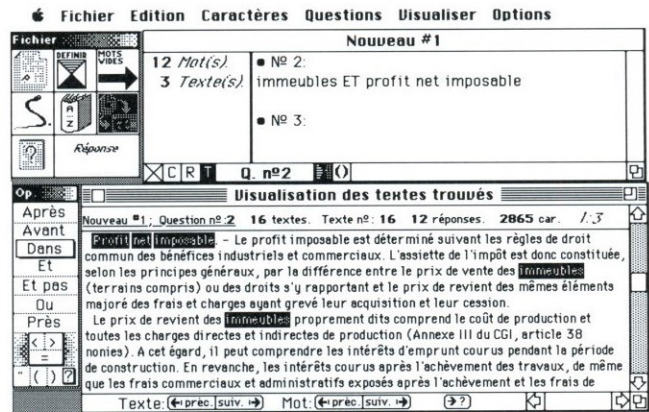 Fichier Edition Caractères Questions Visualiser Options
Fichier
DEFINIR
MOTS VIDES
A
Z
Réponse
Nouveau #1
12 Mot(s).
3 Texte(s).
• Nº 2:
immeubles ET profit net imposable
• Nº 3:
C R T Q. nº2 ()
Op.
Après
Avant
Dans
Et
Et pas
Ou
Près
< >
=
" ( ) ?
Visualisation des textes trouvés
Nouveau #1 ; Question nº :2 16 textes. Texte nº : 16 12 réponses. 2865 car. 1:3
Profit net imposable. - Le profit imposable est déterminé suivant les règles de droit
commun des bénéfices industriels et commerciaux. L'assiette de l'impôt est donc constituée,
selon les principes généraux, par la différence entre le prix de vente des immeubles
(terrains compris) ou des droits s'y rapportant et le prix de revient des mêmes éléments
majoré des frais et charges ayant grevé leur acquisition et leur cession.
Le prix de revient des immeubles proprement dits comprend le coût de production et
toutes les charges directes et indirectes de production (Annexe III du CGI, article 38
nonies). A cet égard, il peut comprendre les intérêts d'emprunt courus pendant la période
de construction. En revanche, les intérêts courus après l'achèvement des travaux, de même
que les frais commerciaux et administratifs exposés après l'achèvement et les frais de
Texte: préc. suiv. Mot: préc. suiv. ?